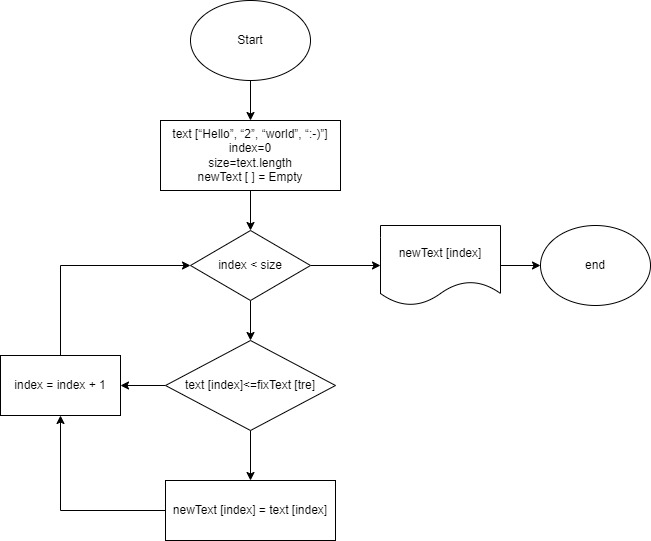 Start
text [“Hello”, “2”, “world”, “:-)”]
index=0
size=text.length
newText [ ] = Empty
index < size
newText [index]
end
text [index]<=fixText [tre]
index = index + 1
newText [index] = text [index]